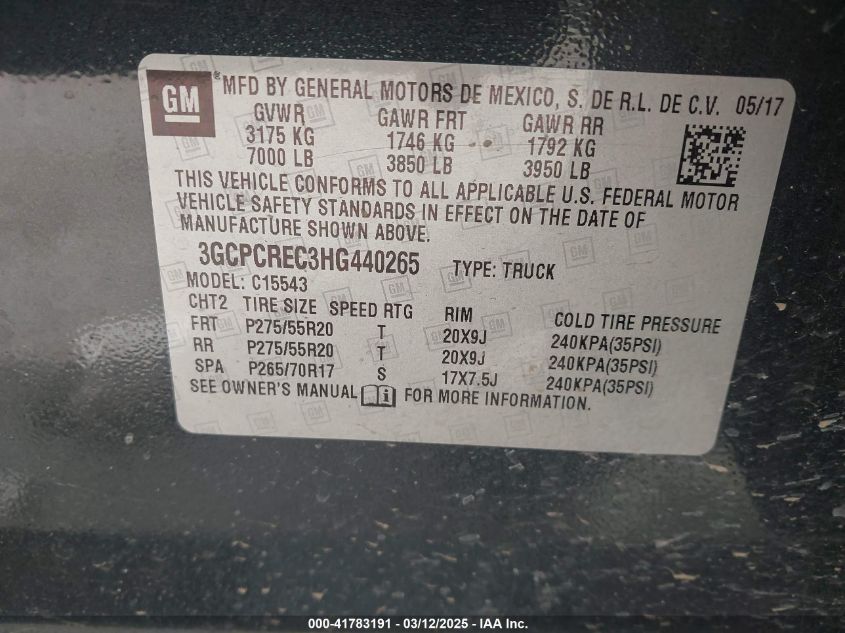 GM
® MFD BY GENERAL MOTORS DE MEXICO, S. DE R.L. DE C.V. 05/17
GVWR GAWR FRT GAWR RR
3175 KG 1746 KG 1792 KG
7000 LB 3850 LB 3950 LB
THIS VEHICLE CONFORMS TO ALL APPLICABLE U.S. FEDERAL MOTOR
VEHICLE SAFETY STANDARDS IN EFFECT ON THE DATE OF
MANUFACTURE SHOWN ABOVE.
3GCPCREC3HG440265 TYPE: TRUCK
MODEL: C15543
CHT2 TIRE SIZE SPEED RTG RIM COLD TIRE PRESSURE
FRT P275/55R20 T 20X9J 240KPA(35PSI)
RR P275/55R20 T 20X9J 240KPA(35PSI)
SPA P265/70R17 S 17X7.5J 240KPA(35PSI)
SEE OWNER'S MANUAL i FOR MORE INFORMATION.
000-41783191 - 03/12/2025 - © IAA, Inc.